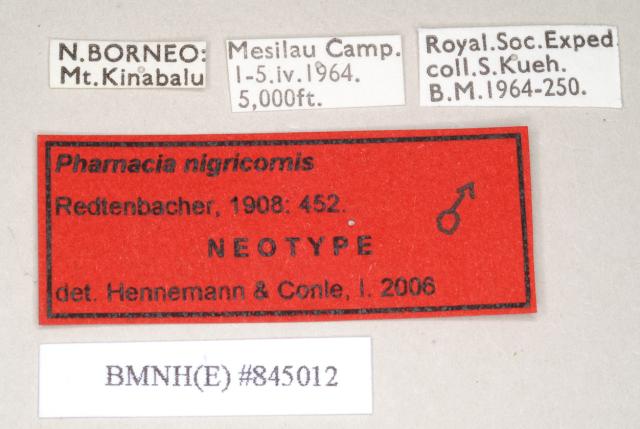 N.BORNEO:
Mt.Kinabalu
Mesilau Camp.
1-5.iv.1964.
5,000ft.
Royal.Soc.Exped.
coll.S.Kueh.
B.M.1964-250.
Pharnacia nigricornis
Redtenbacher, 1908: 452.
♂
NEOTYPE
det. Hennemann & Conle, I. 2006
BMNH(E) #845012